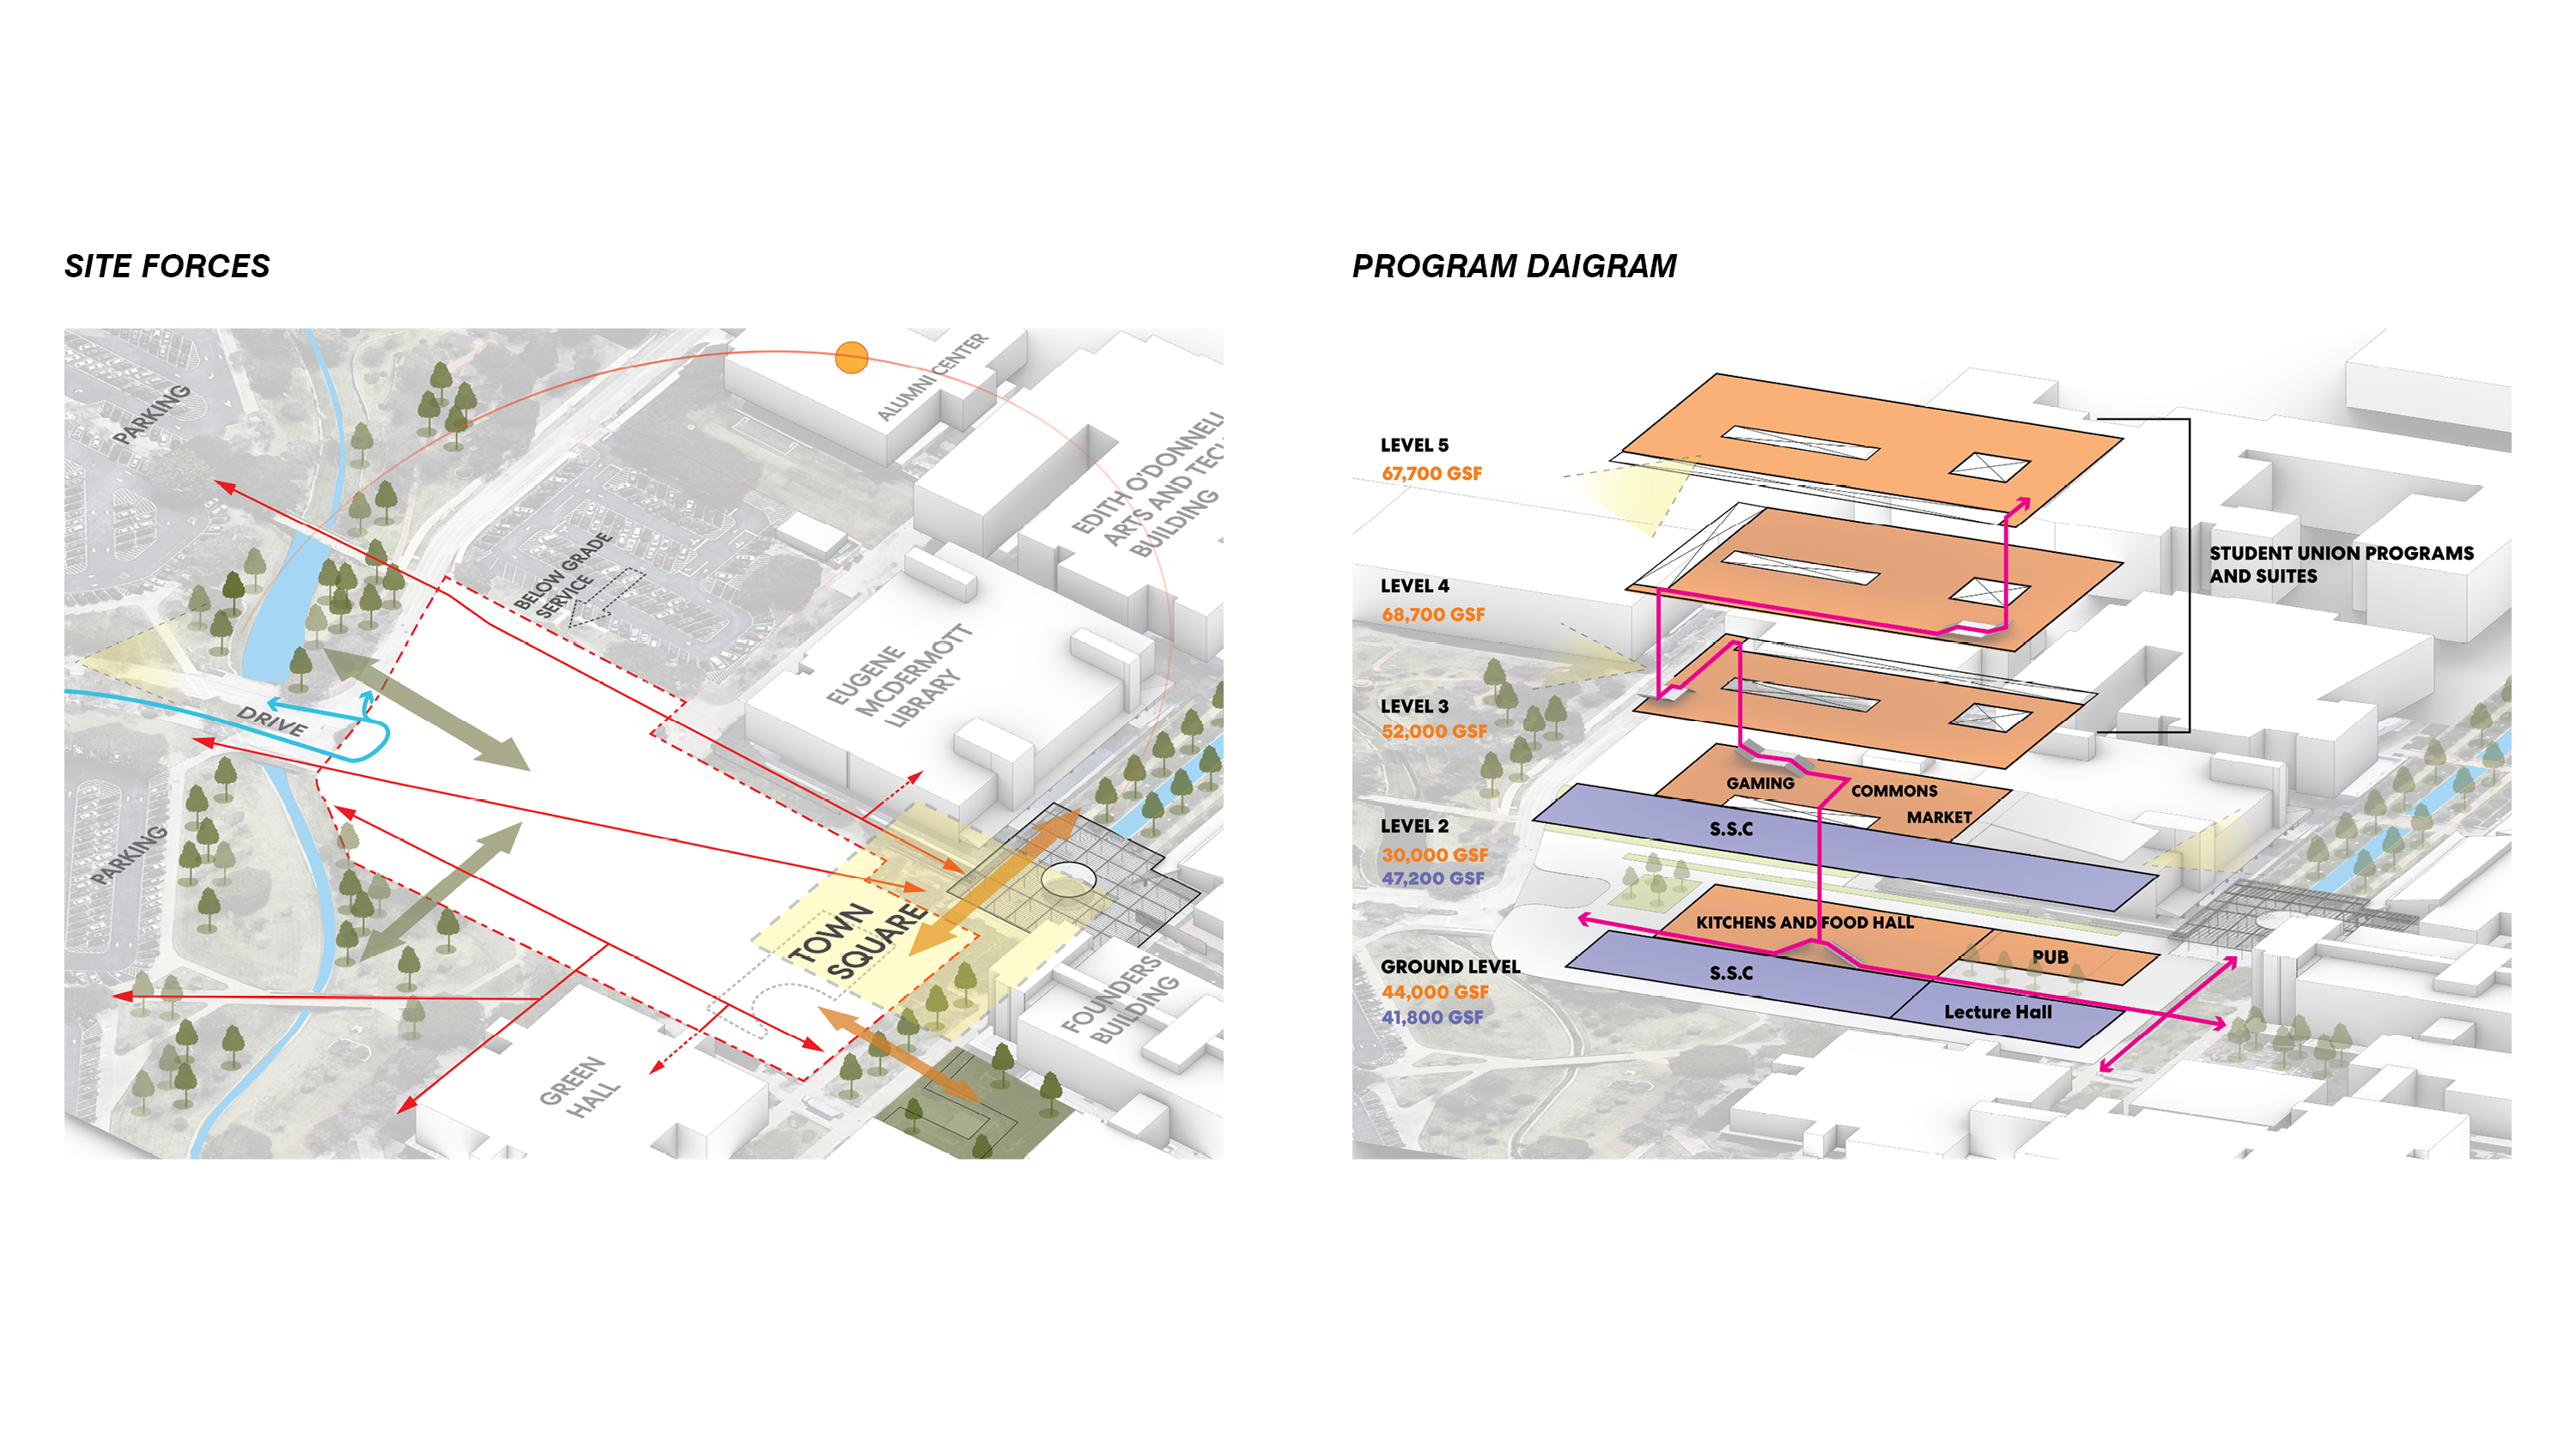 SITE FORCES
PARKING
ALUMNI CENTER
EDITH O'DONNELL
ARTS AND TECH
BUILDING
BELOW GRADE
SERVICE
EUGENE
MCDERMOTT
LIBRARY
DRIVE
PARKING
TOWN
SQUARE
FOUNDERS
BUILDING
GREEN
HALL
PROGRAM DAIGRAM
LEVEL 5
67,700 GSF
LEVEL 4
68,700 GSF
STUDENT UNION PROGRAMS
AND SUITES
LEVEL 3
52,000 GSF
GAMING
COMMONS
MARKET
S.S.C
LEVEL 2
30,000 GSF
47,200 GSF
KITCHENS AND FOOD HALL
PUB
S.S.C
Lecture Hall
GROUND LEVEL
44,000 GSF
41,800 GSF